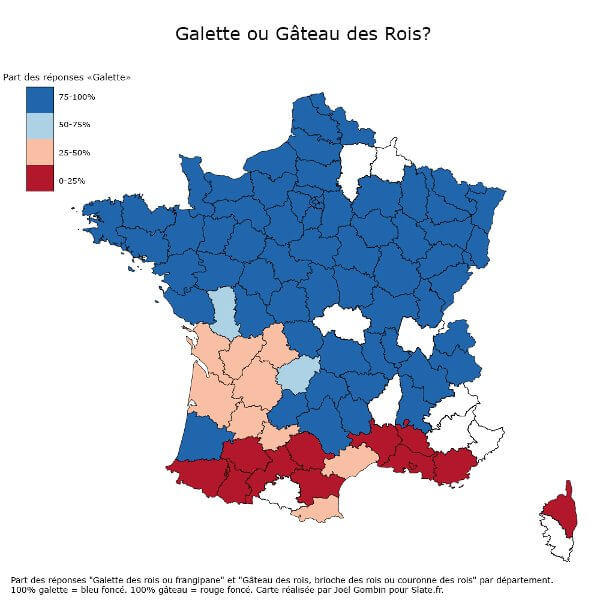 Galette ou Gâteau des Rois?
Part des réponses «Galette»
75-100%
50-75%
25-50%
0-25%
Part des réponses "Galette des rois ou frangipane" et "Gâteau des rois, brioche des rois ou couronne des rois" par département.
100% galette = bleu foncé. 100% gâteau = rouge foncé. Carte réalisée par Joël Gombin pour Slate.fr.